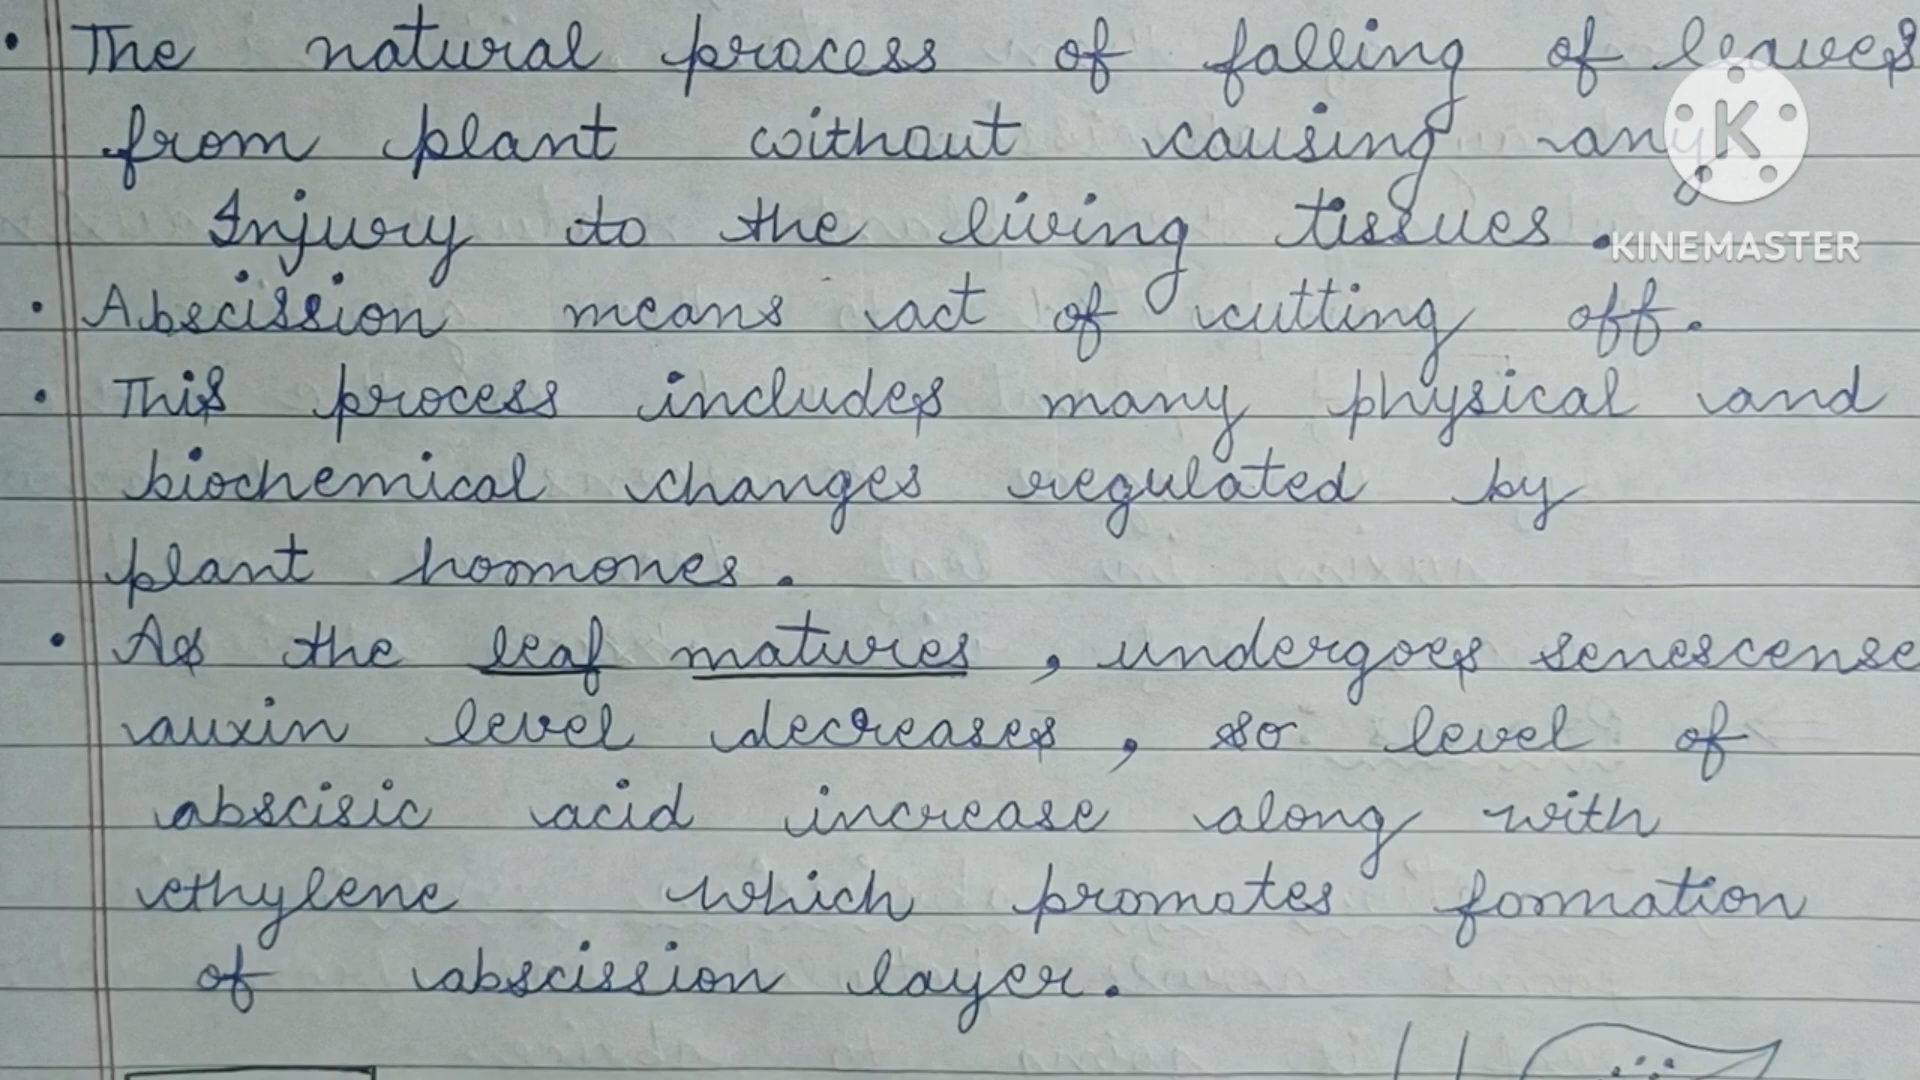 • The natural process of falling of leaves
from plant without causing any
Injury to the living tissues.
KINEMASTER
• Abscission means act of cutting off.
• This process includes many physical and
biochemical changes regulated by
plant hormones.
• As the leaf matures, undergoes senescense
auxin level decreases, so level of
abscisic acid increase along with
ethylene which promotes formation
of abscission layer.